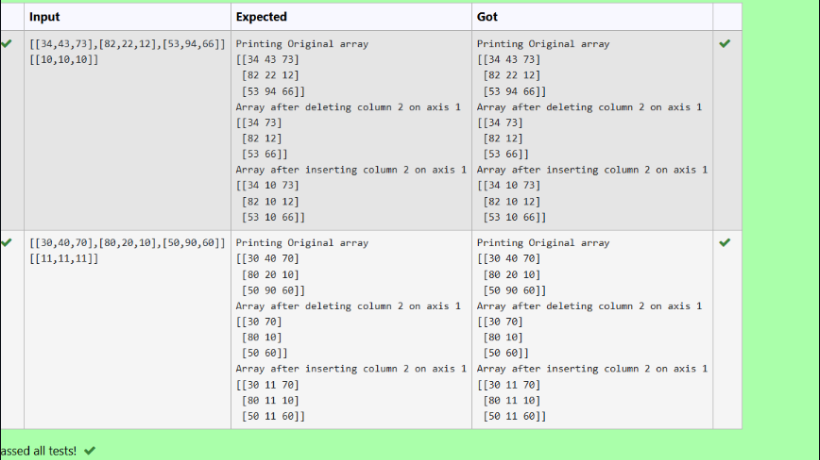 Input Expected Got
[[34,43,73],[82,22,12],[53,94,66]] Printing Original array Printing Original array
[[10,10,10]] [[34 43 73] [[34 43 73]
[82 22 12] [82 22 12]
[53 94 66]] [53 94 66]]
Array after deleting column 2 on axis 1 Array after deleting column 2 on axis 1
[[34 73] [[34 73]
[82 12] [82 12]
[53 66]] [53 66]]
Array after inserting column 2 on axis 1 Array after inserting column 2 on axis 1
[[34 10 73] [[34 10 73]
[82 10 12] [82 10 12]
[53 10 66]] [53 10 66]]
[[30,40,70],[80,20,10],[50,90,60]] Printing Original array Printing Original array
[[11,11,11]] [[30 40 70] [[30 40 70]
[80 20 10] [80 20 10]
[50 90 60]] [50 90 60]]
Array after deleting column 2 on axis 1 Array after deleting column 2 on axis 1
[[30 70] [[30 70]
[80 10] [80 10]
[50 60]] [50 60]]
Array after inserting column 2 on axis 1 Array after inserting column 2 on axis 1
[[30 11 70] [[30 11 70]
[80 11 10] [80 11 10]
[50 11 60]] [50 11 60]]
assed all tests!